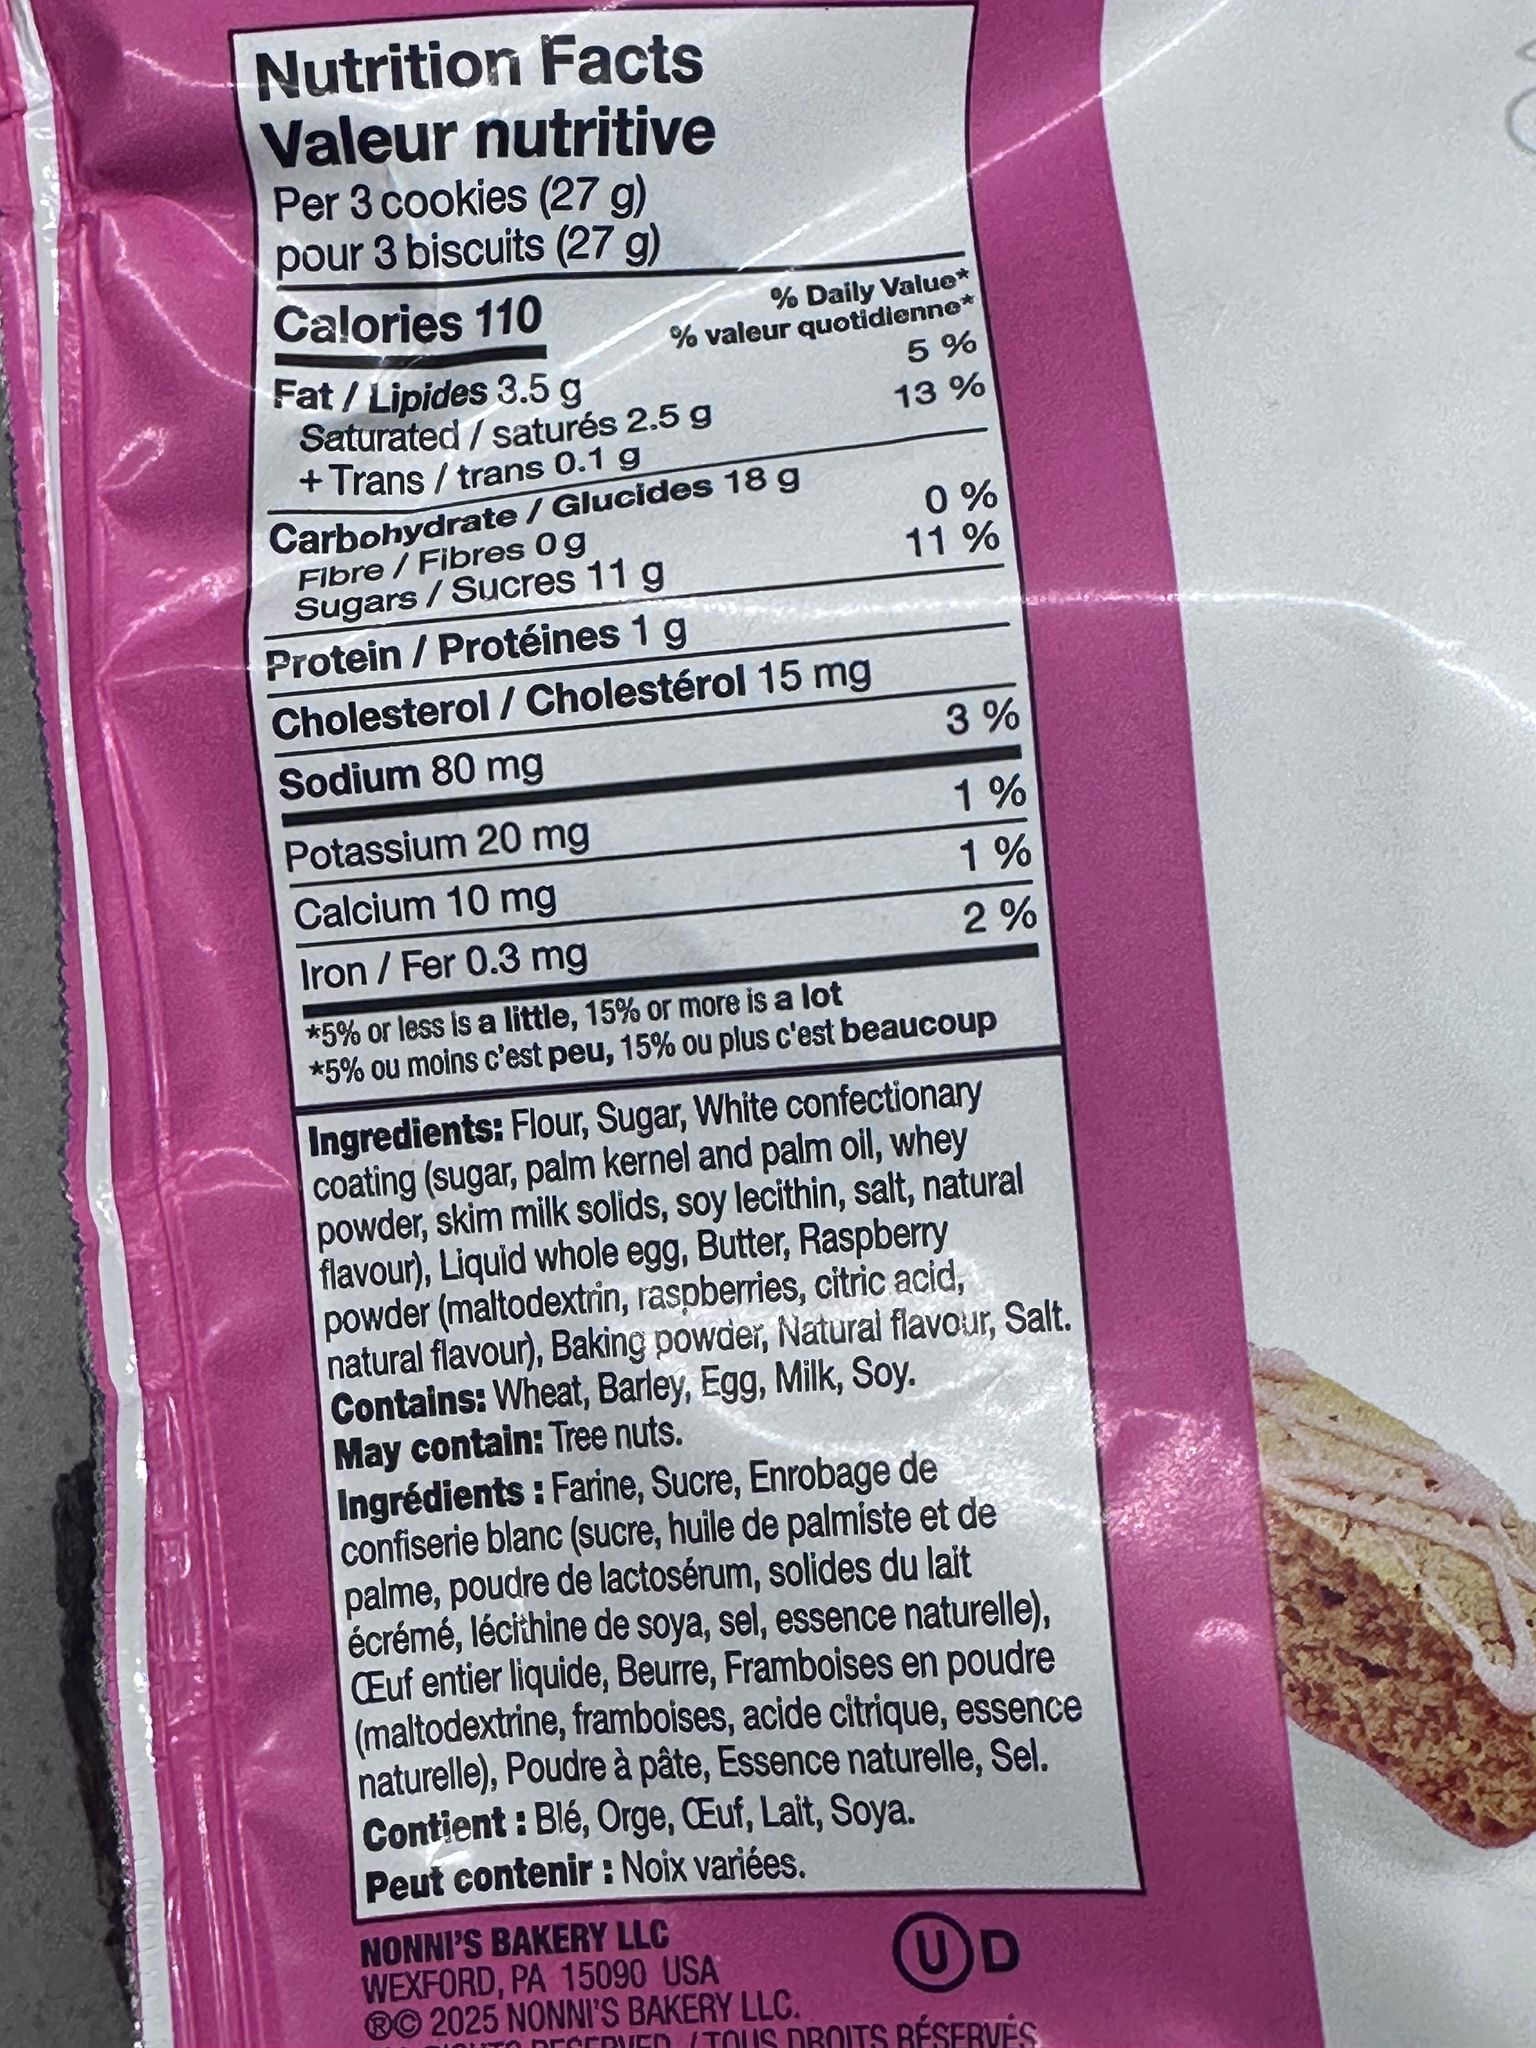 Nutrition Facts
Valeur nutritive
Per 3 cookies (27 g)
pour 3 biscuits (27 g)
% Daily Value*
Calories 110
% valeur quotidienne*
Fat / Lipides 3.5 g 5 %
Saturated / saturés 2.5 g 13 %
+ Trans / trans 0.1 g
Carbohydrate / Glucides 18 g
Fibre / Fibres 0 g 0 %
Sugars / Sucres 11 g 11 %
Protein / Protéines 1 g
Cholesterol / Cholestérol 15 mg
Sodium 80 mg 3 %
Potassium 20 mg 1 %
Calcium 10 mg 1 %
Iron / Fer 0.3 mg 2 %
*5% or less is a little, 15% or more is a lot
*5% ou moins c'est peu, 15% ou plus c'est beaucoup
Ingredients: Flour, Sugar, White confectionary
coating (sugar, palm kernel and palm oil, whey
powder, skim milk solids, soy lecithin, salt, natural
flavour), Liquid whole egg, Butter, Raspberry
powder (maltodextrin, raspberries, citric acid,
natural flavour), Baking powder, Natural flavour, Salt.
Contains: Wheat, Barley, Egg, Milk, Soy.
May contain: Tree nuts.
Ingrédients : Farine, Sucre, Enrobage de
confiserie blanc (sucre, huile de palmiste et de
palme, poudre de lactosérum, solides du lait
écrémé, lécithine de soya, sel, essence naturelle),
Œuf entier liquide, Beurre, Framboises en poudre
(maltodextrine, framboises, acide citrique, essence
naturelle), Poudre à pâte, Essence naturelle, Sel.
Contient : Blé, Orge, Œuf, Lait, Soya.
Peut contenir : Noix variées.
NONNI'S BAKERY LLC
WEXFORD, PA 15090 USA
®© 2025 NONNI'S BAKERY LLC.
RESERVED / TOUS DROITS RÉSERVÉS
Ⓤ D